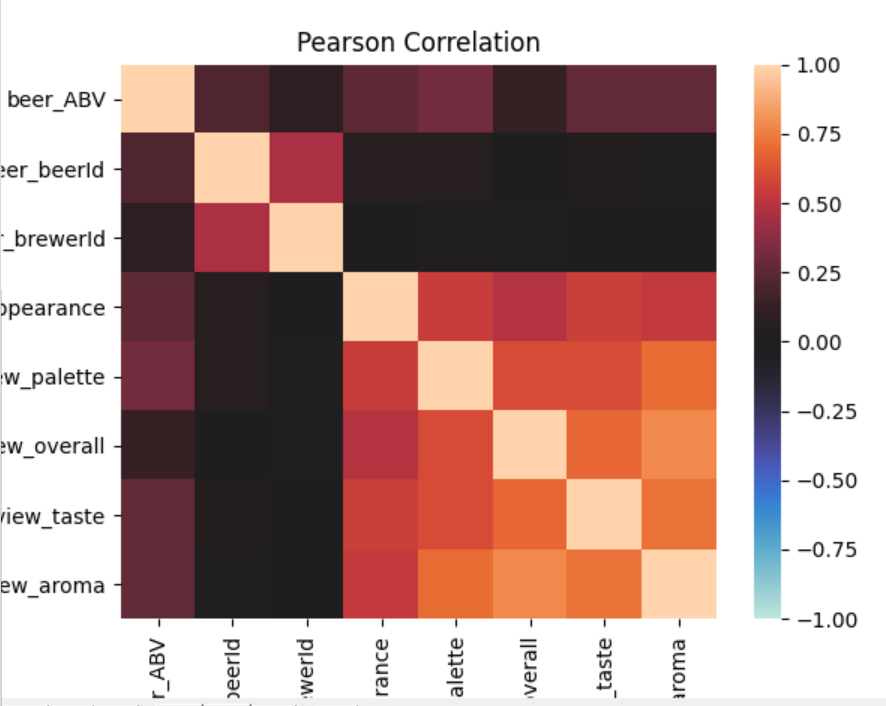 Pearson Correlation
beer_ABV
eer_beerId
r_brewerId
ppearance
ew_palette
ew_overall
view_taste
ew_aroma
r_ABV
beerId
werId
rance
alette
overall
_taste
aroma
1.00
0.75
0.50
0.25
0.00
−0.25
−0.50
−0.75
−1.00